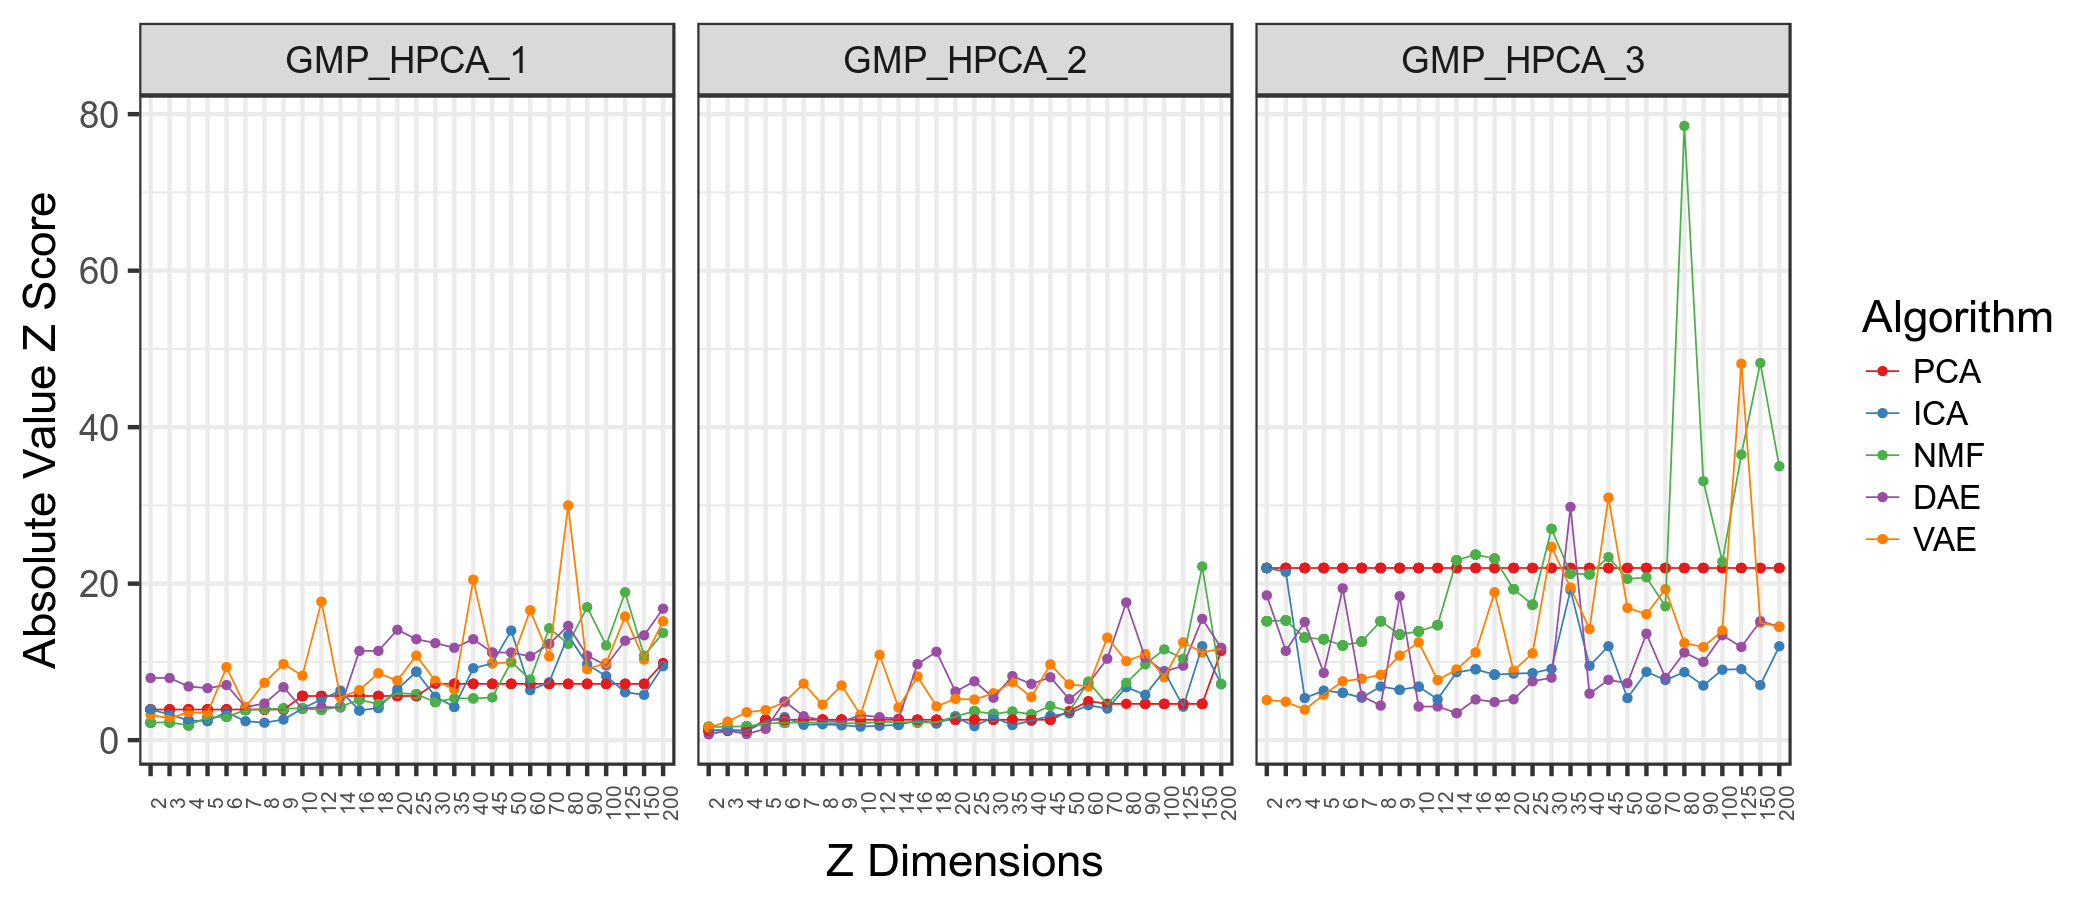 GMP_HPCA_1 GMP_HPCA_2 GMP_HPCA_3
Absolute Value Z Score
80
60
40
20
0
2 3 4 5 6 7 8 9 10 12 14 16 18 20 25 30 35 40 45 50 60 70 80 90 100 125 150 200
2 3 4 5 6 7 8 9 10 12 14 16 18 20 25 30 35 40 45 50 60 70 80 90 100 125 150 200
2 3 4 5 6 7 8 9 10 12 14 16 18 20 25 30 35 40 45 50 60 70 80 90 100 125 150 200
Z Dimensions
Algorithm
PCA
ICA
NMF
DAE
VAE